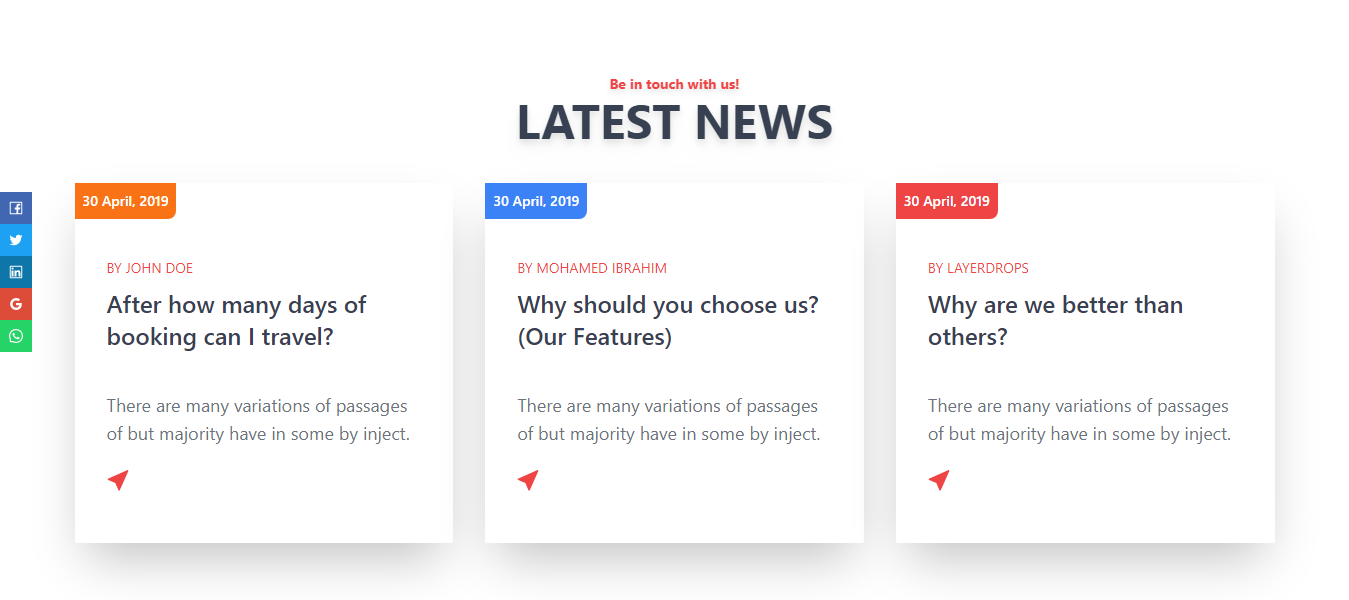 Be in touch with us!
LATEST NEWS
30 April, 2019
BY JOHN DOE
After how many days of
booking can I travel?
There are many variations of passages
of but majority have in some by inject.
30 April, 2019
BY MOHAMED IBRAHIM
Why should you choose us?
(Our Features)
There are many variations of passages
of but majority have in some by inject.
30 April, 2019
BY LAYERDROPS
Why are we better than
others?
There are many variations of passages
of but majority have in some by inject.